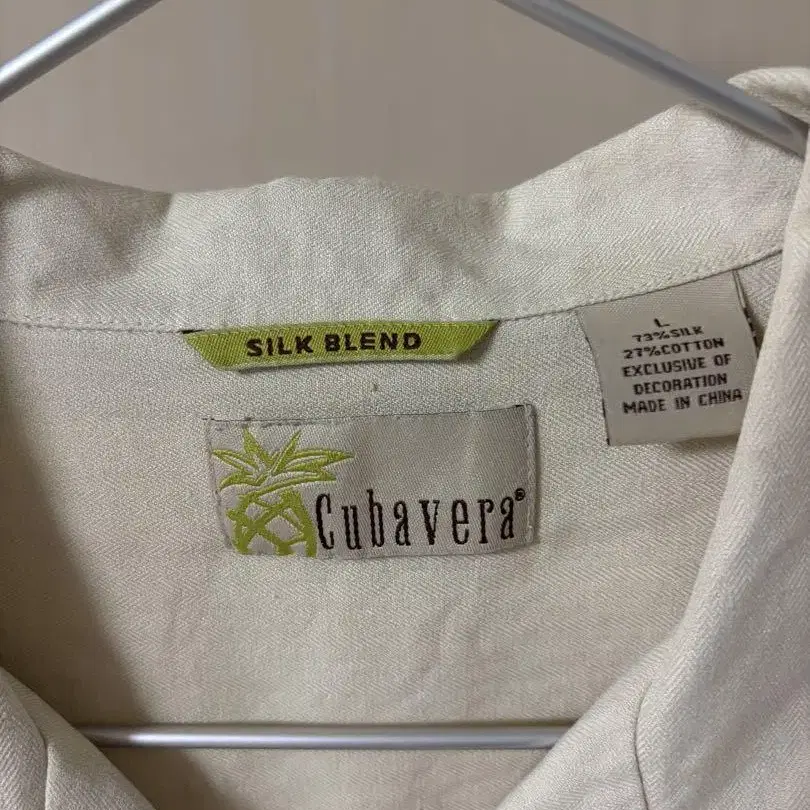 SILK BLEND
L
73%SILK
27%COTTON
EXCLUSIVE OF
DECORATION
MADE IN CHINA
Cubavera®